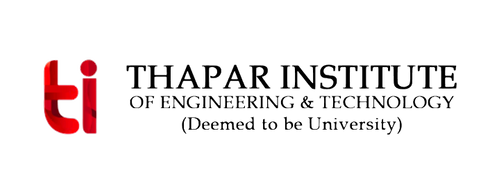 ti THAPAR INSTITUTE
OF ENGINEERING & TECHNOLOGY
(Deemed to be University)